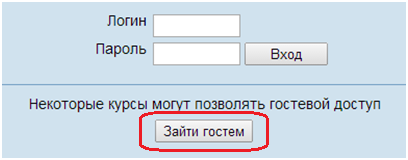 Логин
Пароль Вход
Некоторые курсы могут позволять гостевой доступ
Зайти гостем